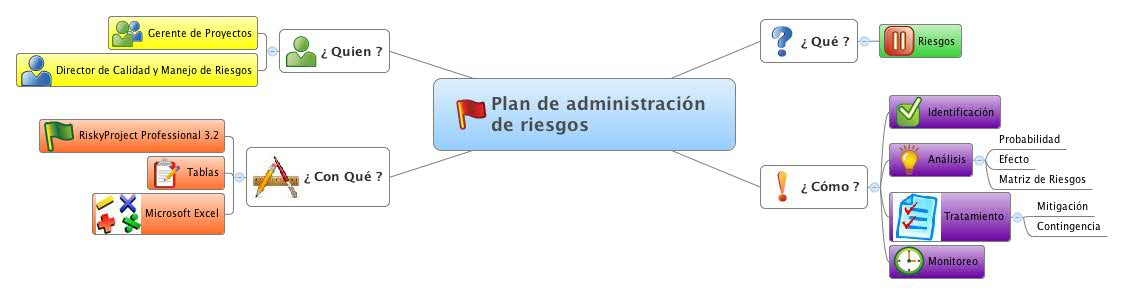 Plan de administración
de riesgos
¿ Quien ?
Gerente de Proyectos
Director de Calidad y Manejo de Riesgos
¿ Con Qué ?
RiskyProject Professional 3.2
Tablas
Microsoft Excel
¿ Qué ?
Riesgos
¿ Cómo ?
Identificación
Análisis
Probabilidad
Efecto
Matriz de Riesgos
Tratamiento
Mitigación
Contingencia
Monitoreo